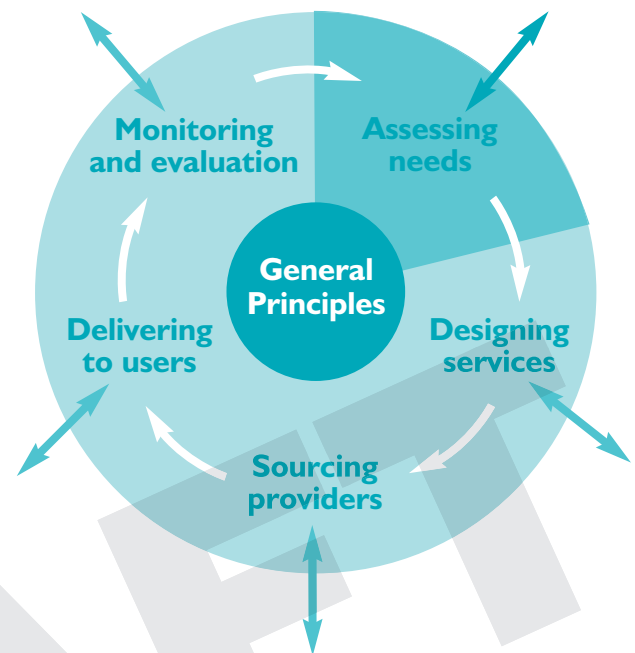 Monitoring
and evaluation
Assessing
needs
General
Principles
Delivering
to users
Designing
services
Sourcing
providers